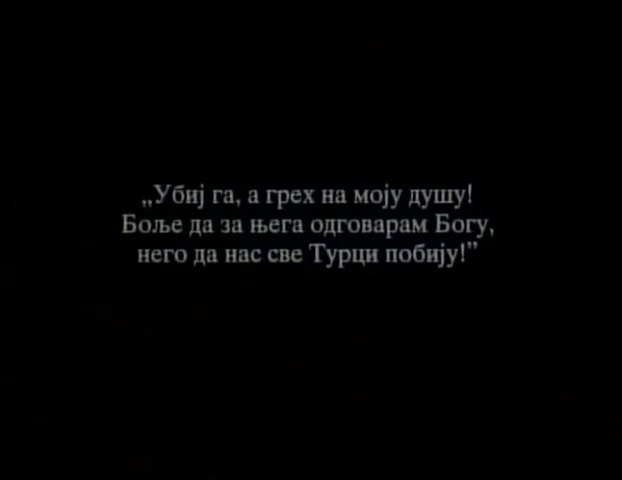 „Убиј га, а грех на моју душу!
Боље да за њега одговарам Богу,
него да нас све Турци побију!”